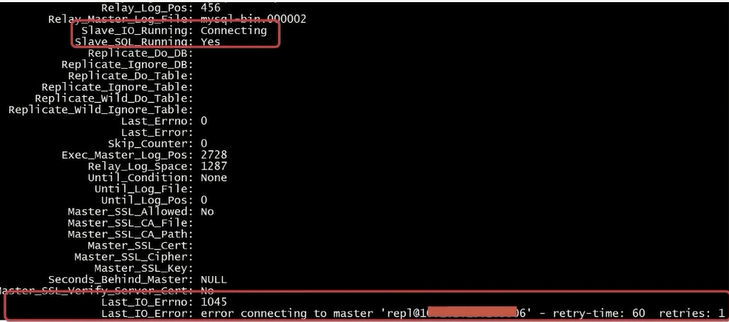 Relay_Log_Pos: 456
Relay_Master_Log_File: mysql-bin.000002
Slave_IO_Running: Connecting
Slave_SQL_Running: Yes
Replicate_Do_DB:
Replicate_Ignore_DB:
Replicate_Do_Table:
Replicate_Ignore_Table:
Replicate_Wild_Do_Table:
Replicate_Wild_Ignore_Table:
Last_Errno: 0
Last_Error:
Skip_Counter: 0
Exec_Master_Log_Pos: 2728
Relay_Log_Space: 1287
Until_Condition: None
Until_Log_File:
Until_Log_Pos: 0
Master_SSL_Allowed: No
Master_SSL_CA_File:
Master_SSL_CA_Path:
Master_SSL_Cert:
Master_SSL_Cipher:
Master_SSL_Key:
Seconds_Behind_Master: NULL
Master_SSL_Verify_Server_Cert: No
Last_IO_Errno: 1045
Last_IO_Error: error connecting to master 'repl@1 6' - retry-time: 60 retries: 1